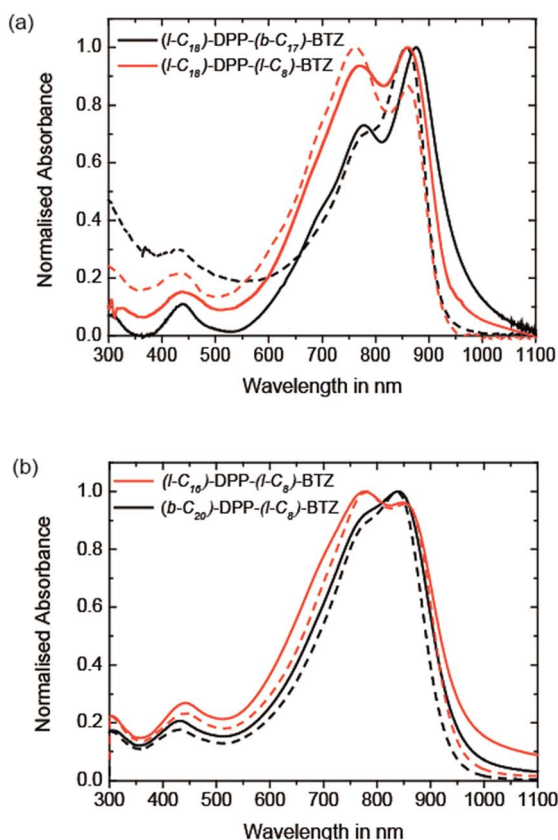 (a)
(l-C18)-DPP-(b-C17)-BTZ
(l-C18)-DPP-(l-C8)-BTZ
Normalised Absorbance
1.0
0.8
0.6
0.4
0.2
0.0
300 400 500 600 700 800 900 1000 1100
Wavelength in nm
(b)
(l-C16)-DPP-(l-C8)-BTZ
(b-C20)-DPP-(l-C8)-BTZ
Normalised Absorbance
1.0
0.8
0.6
0.4
0.2
0.0
300 400 500 600 700 800 900 1000 1100
Wavelength in nm